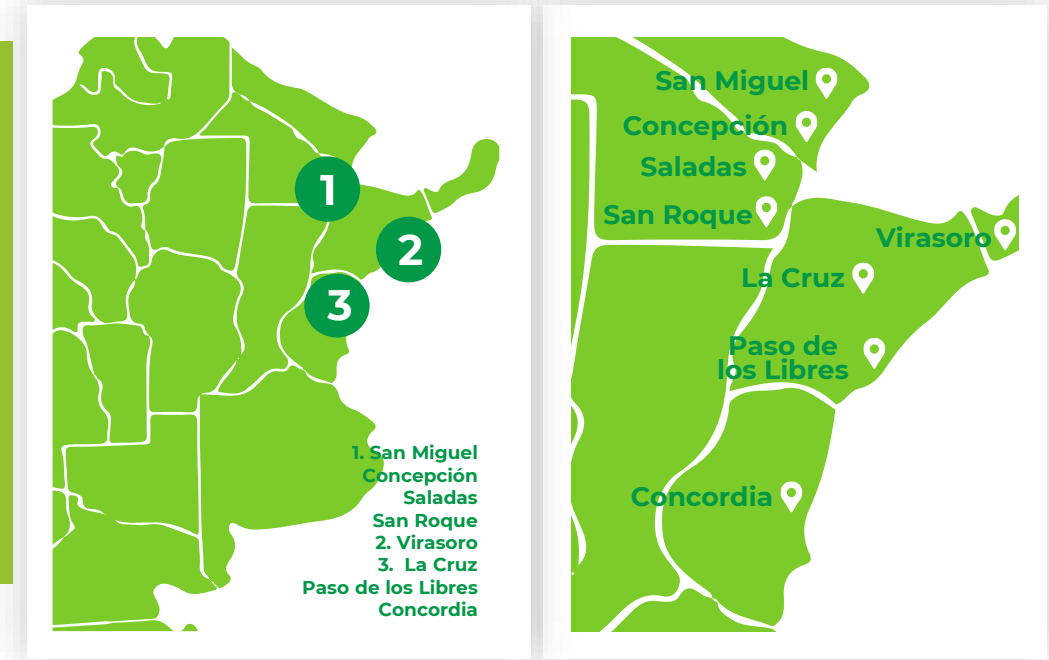 1
2
3
1. San Miguel
Concepción
Saladas
San Roque
2. Virasoro
3. La Cruz
Paso de los Libres
Concordia
San Miguel
Concepción
Saladas
San Roque
Virasoro
La Cruz
Paso de
los Libres
Concordia